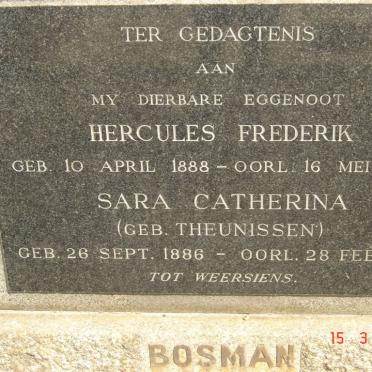 TER GEDAGTENIS
AAN
MY DIERBARE EGGENOOT
HERCULES FREDERIK
GEB. 10 APRIL 1888 – OORL. 16 MEI
SARA CATHERINA
(GEB. THEUNISSEN)
GEB. 26 SEPT. 1886 – OORL. 28 FEB
TOT WEERSIENS.
15 3
BOSMAN